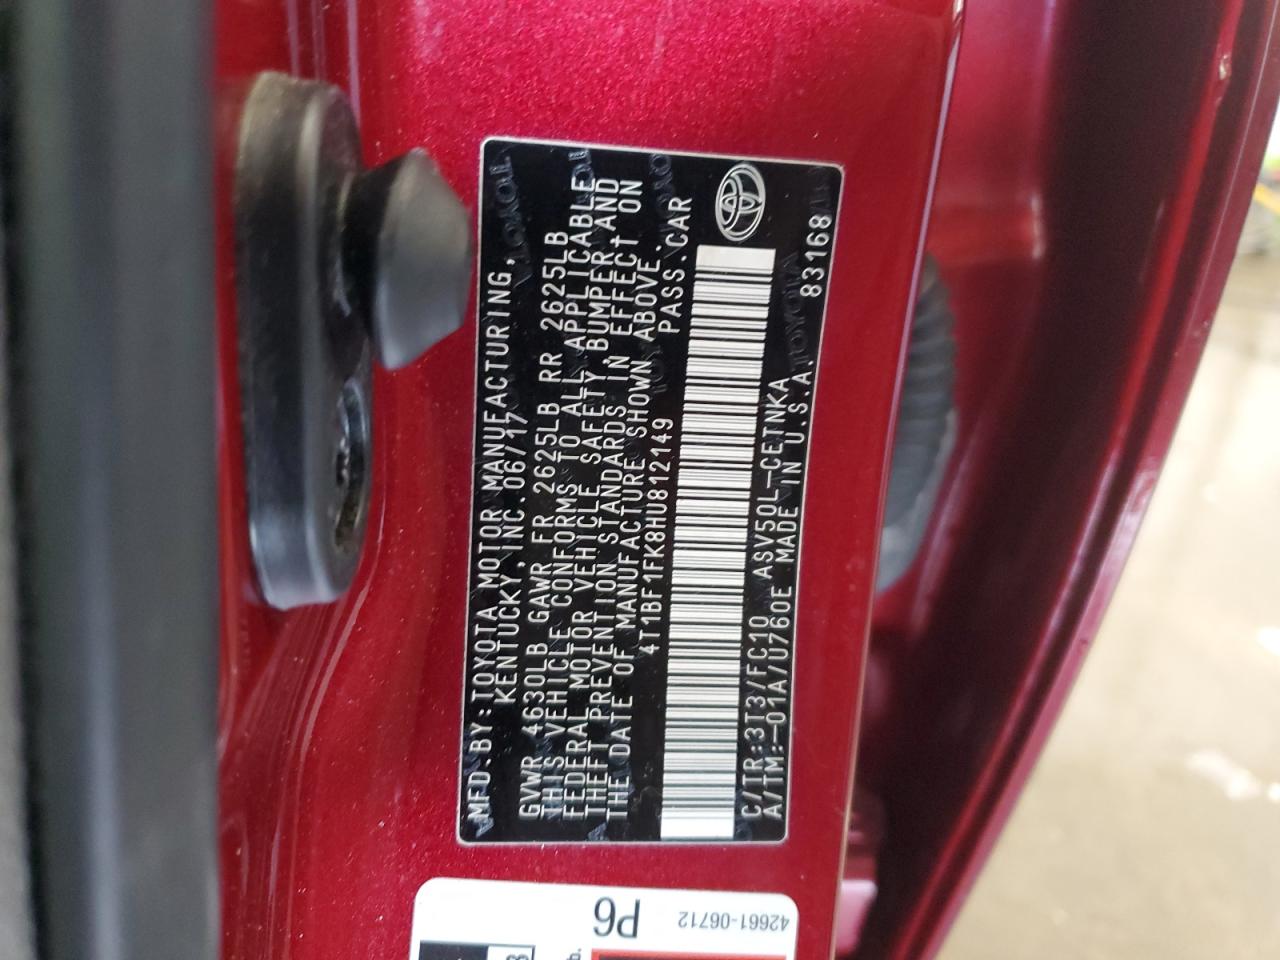 MFD.BY:TOYOTA MOTOR MANUFACTURING,
KENTUCKY, INC.06/17
GVWR 4630LB GAWR FR 2625LB RR 2625LB
THIS VEHICLE CONFORMS TO ALL APPLICABLE
FEDERAL MOTOR VEHICLE SAFETY,BUMPER,AND
THEFT PREVENTION STANDARDS IN EFFECT ON
THE DATE OF MANUFACTURE SHOWN ABOVE.
4T1BF1FK8HU812149 PASS.CAR
C/TR:3T3/FC10 ASV50L-CETNKA
A/TM:-01A/U760E MADE IN U.S.A. 83168
P6
42661-06712